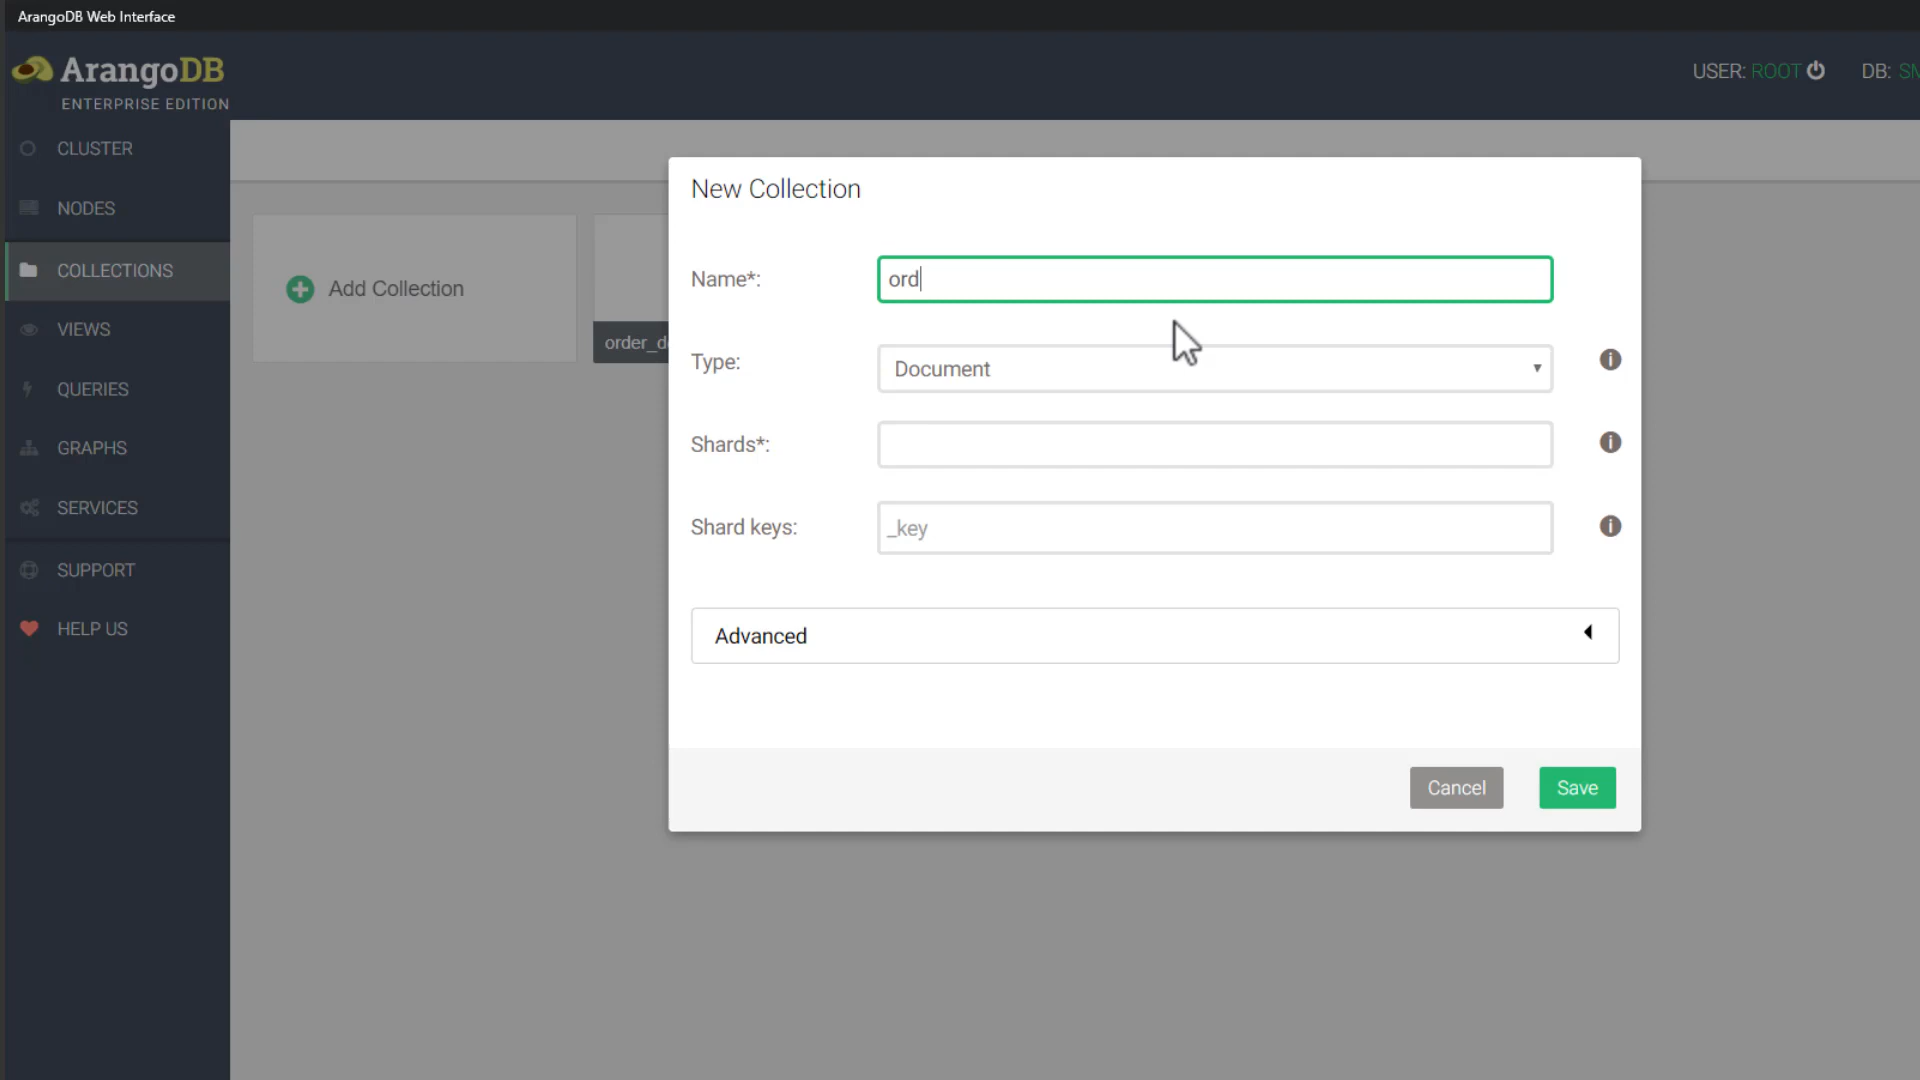 ArangoDB Web Interface
ArangoDB
ENTERPRISE EDITION
USER: ROOT
DB:
CLUSTER
NODES
COLLECTIONS
VIEWS
QUERIES
GRAPHS
SERVICES
SUPPORT
HELP US
Add Collection
New Collection
Name*:
ord
Type:
Document
Shards*:
Shard keys:
_key
Advanced
Cancel
Save